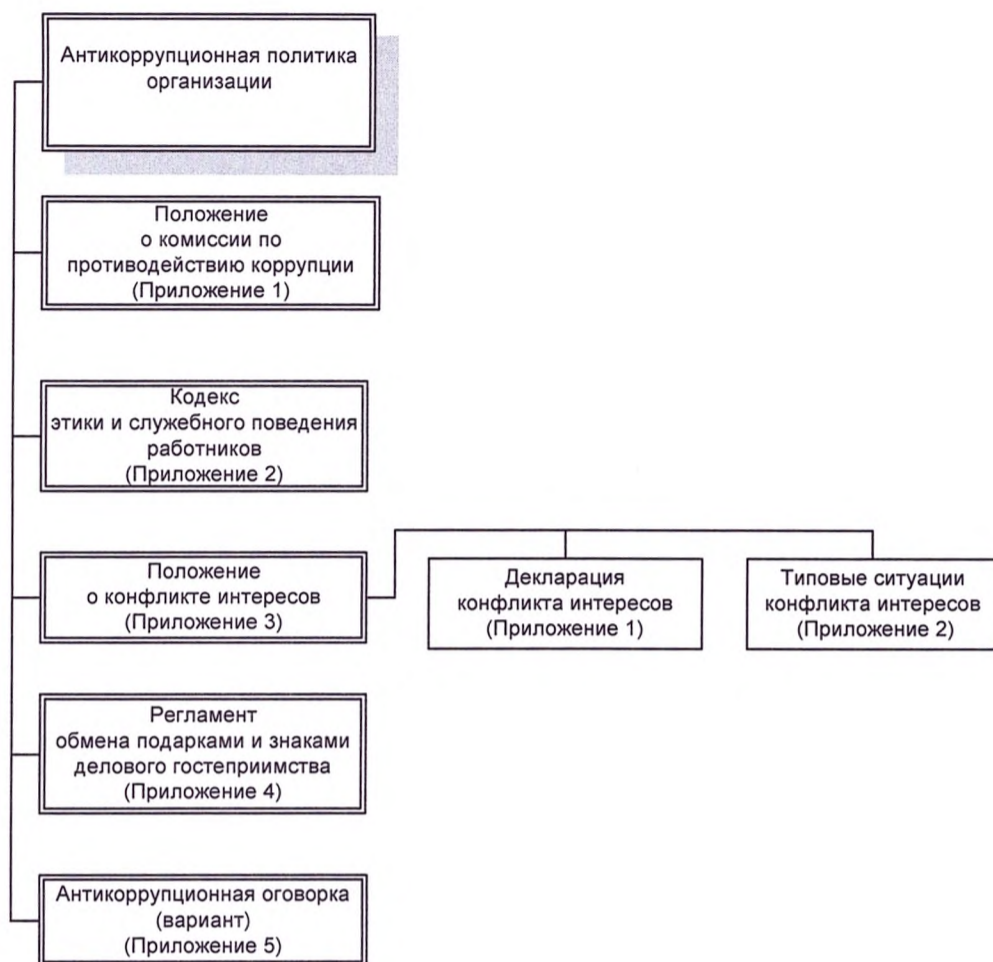 Антикоррупционная политика
организации
Положение
о комиссии по
противодействию коррупции
(Приложение 1)
Кодекс
этики и служебного поведения
работников
(Приложение 2)
Положение
о конфликте интересов
(Приложение 3)
Декларация
конфликта интересов
(Приложение 1)
Типовые ситуации
конфликта интересов
(Приложение 2)
Регламент
обмена подарками и знаками
делового гостеприимства
(Приложение 4)
Антикоррупционная оговорка
(вариант)
(Приложение 5)